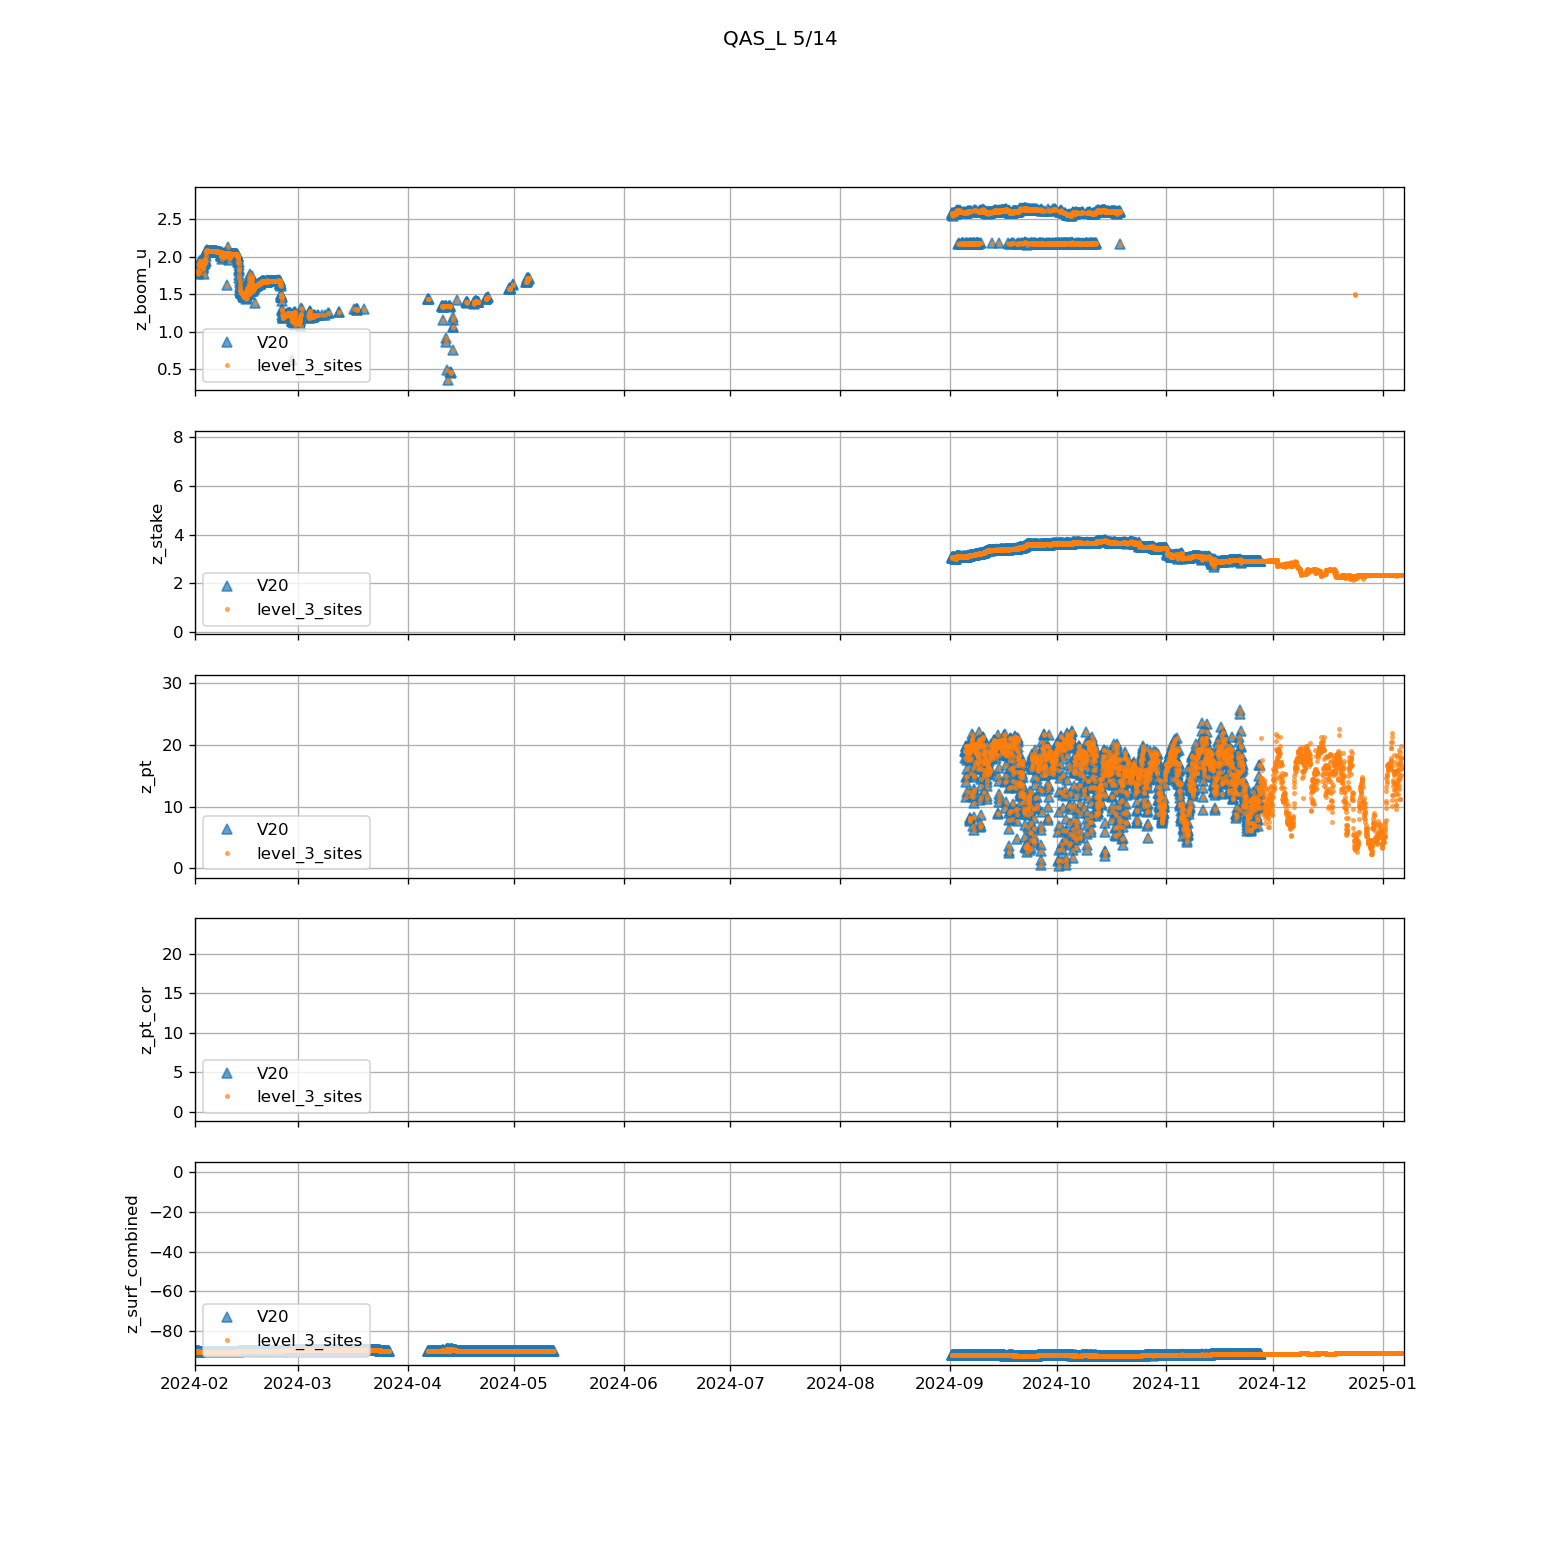 QAS_L 5/14
z_boom_u
2.5
2.0
1.5
1.0
0.5
V20
level_3_sites
z_stake
8
6
4
2
0
V20
level_3_sites
z_pt
30
20
10
0
V20
level_3_sites
z_pt_cor
20
15
10
5
0
V20
level_3_sites
z_surf_combined
0
−20
−40
−60
−80
V20
level_3_sites
2024-02 2024-03 2024-04 2024-05 2024-06 2024-07 2024-08 2024-09 2024-10 2024-11 2024-12 2025-01